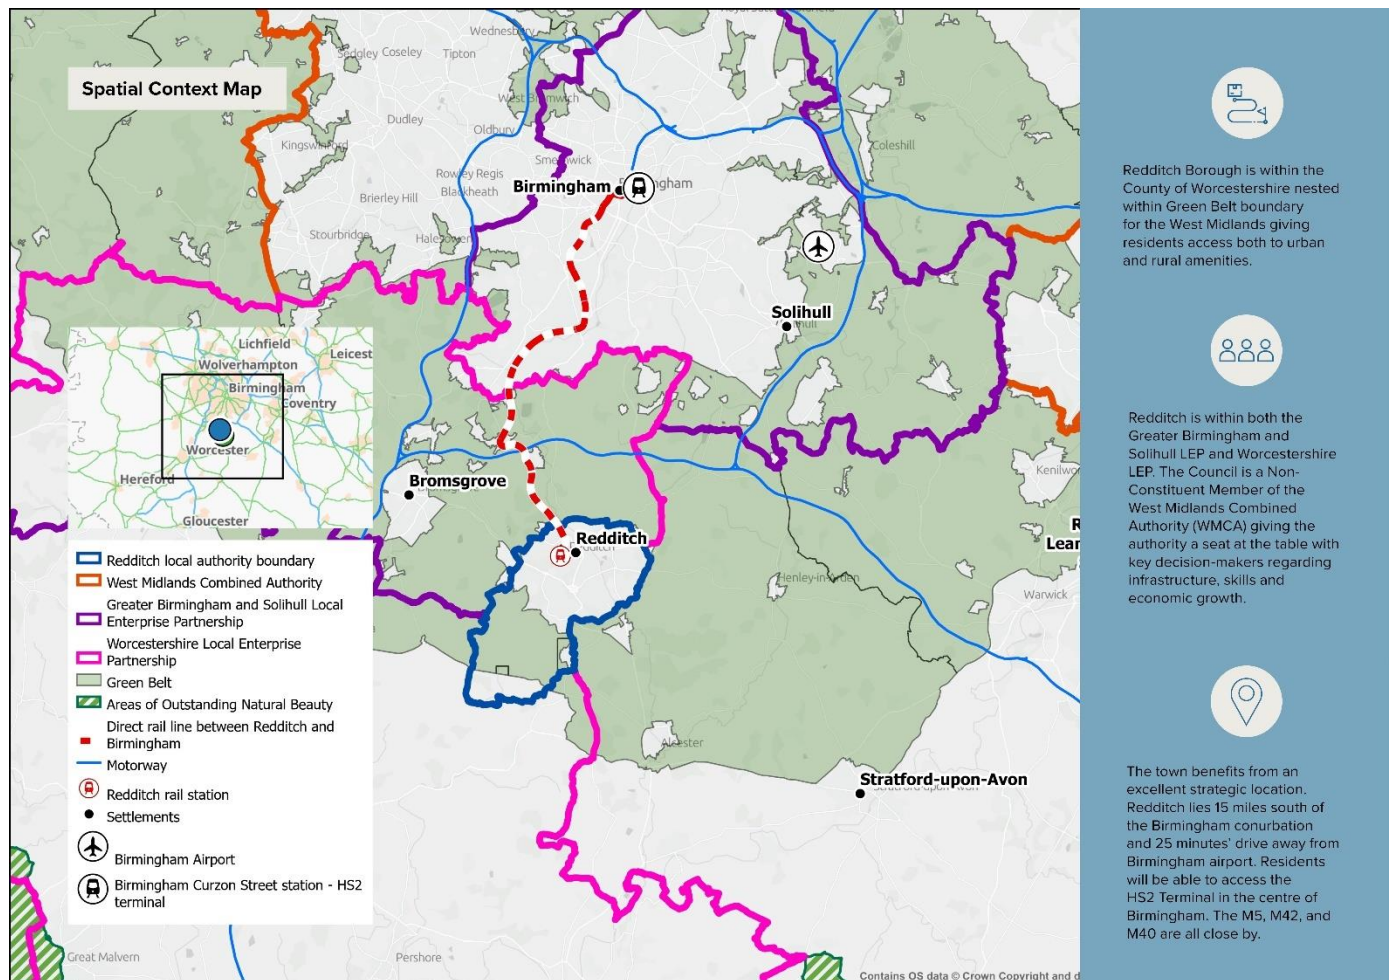 Spatial Context Map
Wednesbury
Sedgley Coseley
Tipton
West Bromwich
Dudley
Oldbury
Kingswinford
Smethwick
Coleshill
Rowley Regis
Blackheath
Birmingham
Brierley Hill
Stourbridge
Halesowen
Solihull
Lichfield
Leicest
Wolverhampton
Birmingham
Coventry
Worcester
Hereford
Gloucester
Bromsgrove
Kenilwo
Redditch
Redditch
R
Lear
Henley-in-Arden
Warwick
Alcester
Stratford-upon-Avon
Great Malvern
Pershore
Redditch local authority boundary
West Midlands Combined Authority
Greater Birmingham and Solihull Local
Enterprise Partnership
Worcestershire Local Enterprise
Partnership
Green Belt
Areas of Outstanding Natural Beauty
Direct rail line between Redditch and
Birmingham
Motorway
Redditch rail station
Settlements
Birmingham Airport
Birmingham Curzon Street station - HS2
terminal
Contains OS data © Crown Copyright and d
Redditch Borough is within the
County of Worcestershire nested
within Green Belt boundary
for the West Midlands giving
residents access both to urban
and rural amenities.
Redditch is within both the
Greater Birmingham and
Solihull LEP and Worcestershire
LEP. The Council is a Non-
Constituent Member of the
West Midlands Combined
Authority (WMCA) giving the
authority a seat at the table with
key decision-makers regarding
infrastructure, skills and
economic growth.
The town benefits from an
excellent strategic location.
Redditch lies 15 miles south of
the Birmingham conurbation
and 25 minutes' drive away from
Birmingham airport. Residents
will be able to access the
HS2 Terminal in the centre of
Birmingham. The M5, M42, and
M40 are all close by.